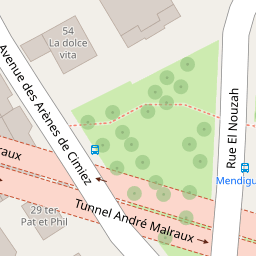 54
La dolce
vita
Avenue des Arènes de Cimiez
Rue El Nouzah
Mendigu
raux
Tunnel André Malraux
29 ter
Pat et Phil